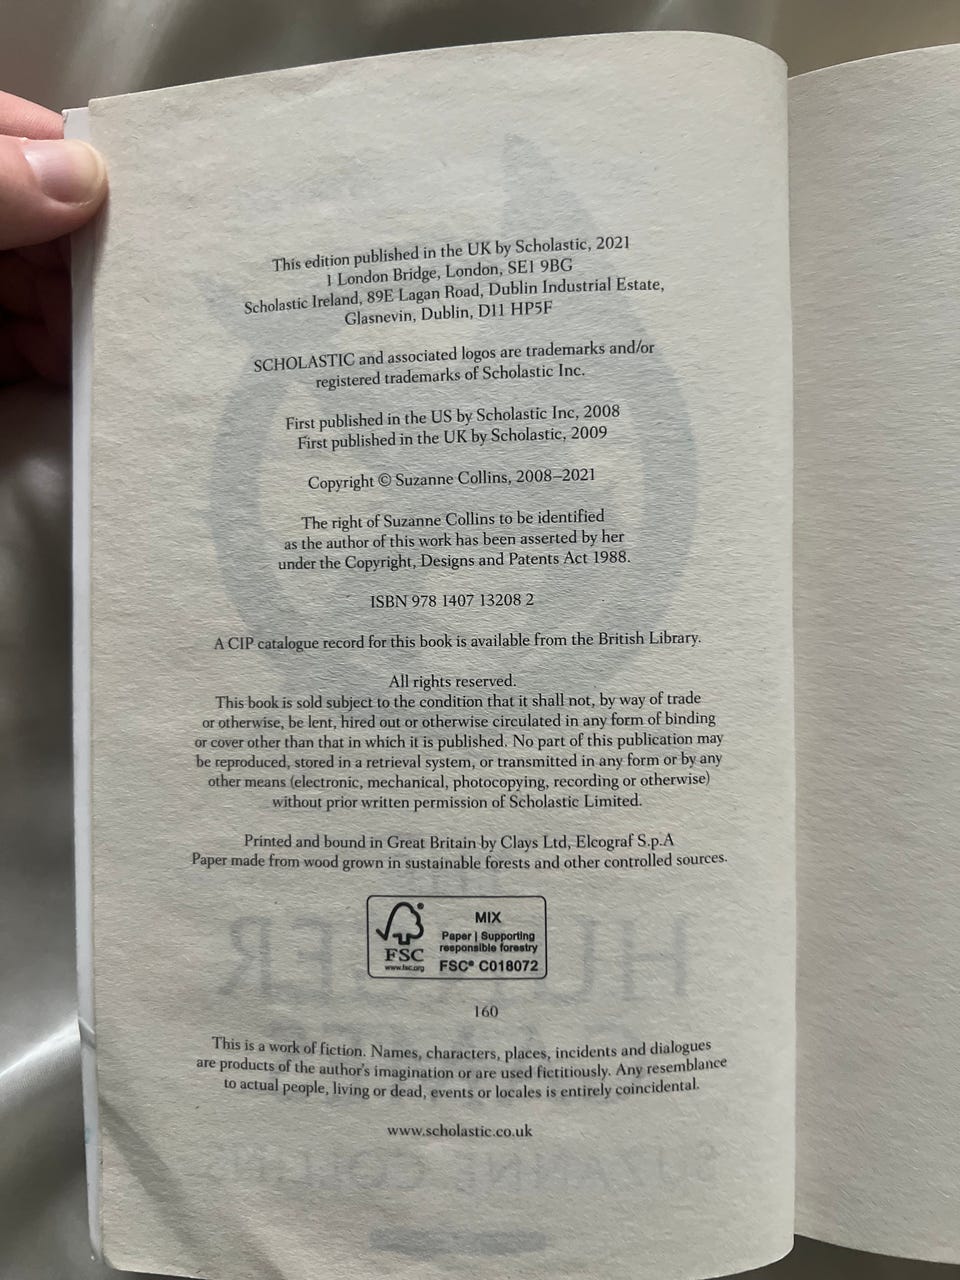 This edition published in the UK by Scholastic, 2021
1 London Bridge, London, SE1 9BG
Scholastic Ireland, 89E Lagan Road, Dublin Industrial Estate,
Glasnevin, Dublin, D11 HP5F
SCHOLASTIC and associated logos are trademarks and/or
registered trademarks of Scholastic Inc.
First published in the US by Scholastic Inc, 2008
First published in the UK by Scholastic, 2009
Copyright © Suzanne Collins, 2008–2021
The right of Suzanne Collins to be identified
as the author of this work has been asserted by her
under the Copyright, Designs and Patents Act 1988.
ISBN 978 1407 13208 2
A CIP catalogue record for this book is available from the British Library.
All rights reserved.
This book is sold subject to the condition that it shall not, by way of trade
or otherwise, be lent, hired out or otherwise circulated in any form of binding
or cover other than that in which it is published. No part of this publication may
be reproduced, stored in a retrieval system, or transmitted in any form or by any
other means (electronic, mechanical, photocopying, recording or otherwise)
without prior written permission of Scholastic Limited.
Printed and bound in Great Britain by Clays Ltd, Elcograf S.p.A
Paper made from wood grown in sustainable forests and other controlled sources.
FSC
www.fsc.org
MIX
Paper | Supporting
responsible forestry
FSC® C018072
160
This is a work of fiction. Names, characters, places, incidents and dialogues
are products of the author's imagination or are used fictitiously. Any resemblance
to actual people, living or dead, events or locales is entirely coincidental.
www.scholastic.co.uk
THE
HUNGER
GAMES
SUZANNE COLLINS